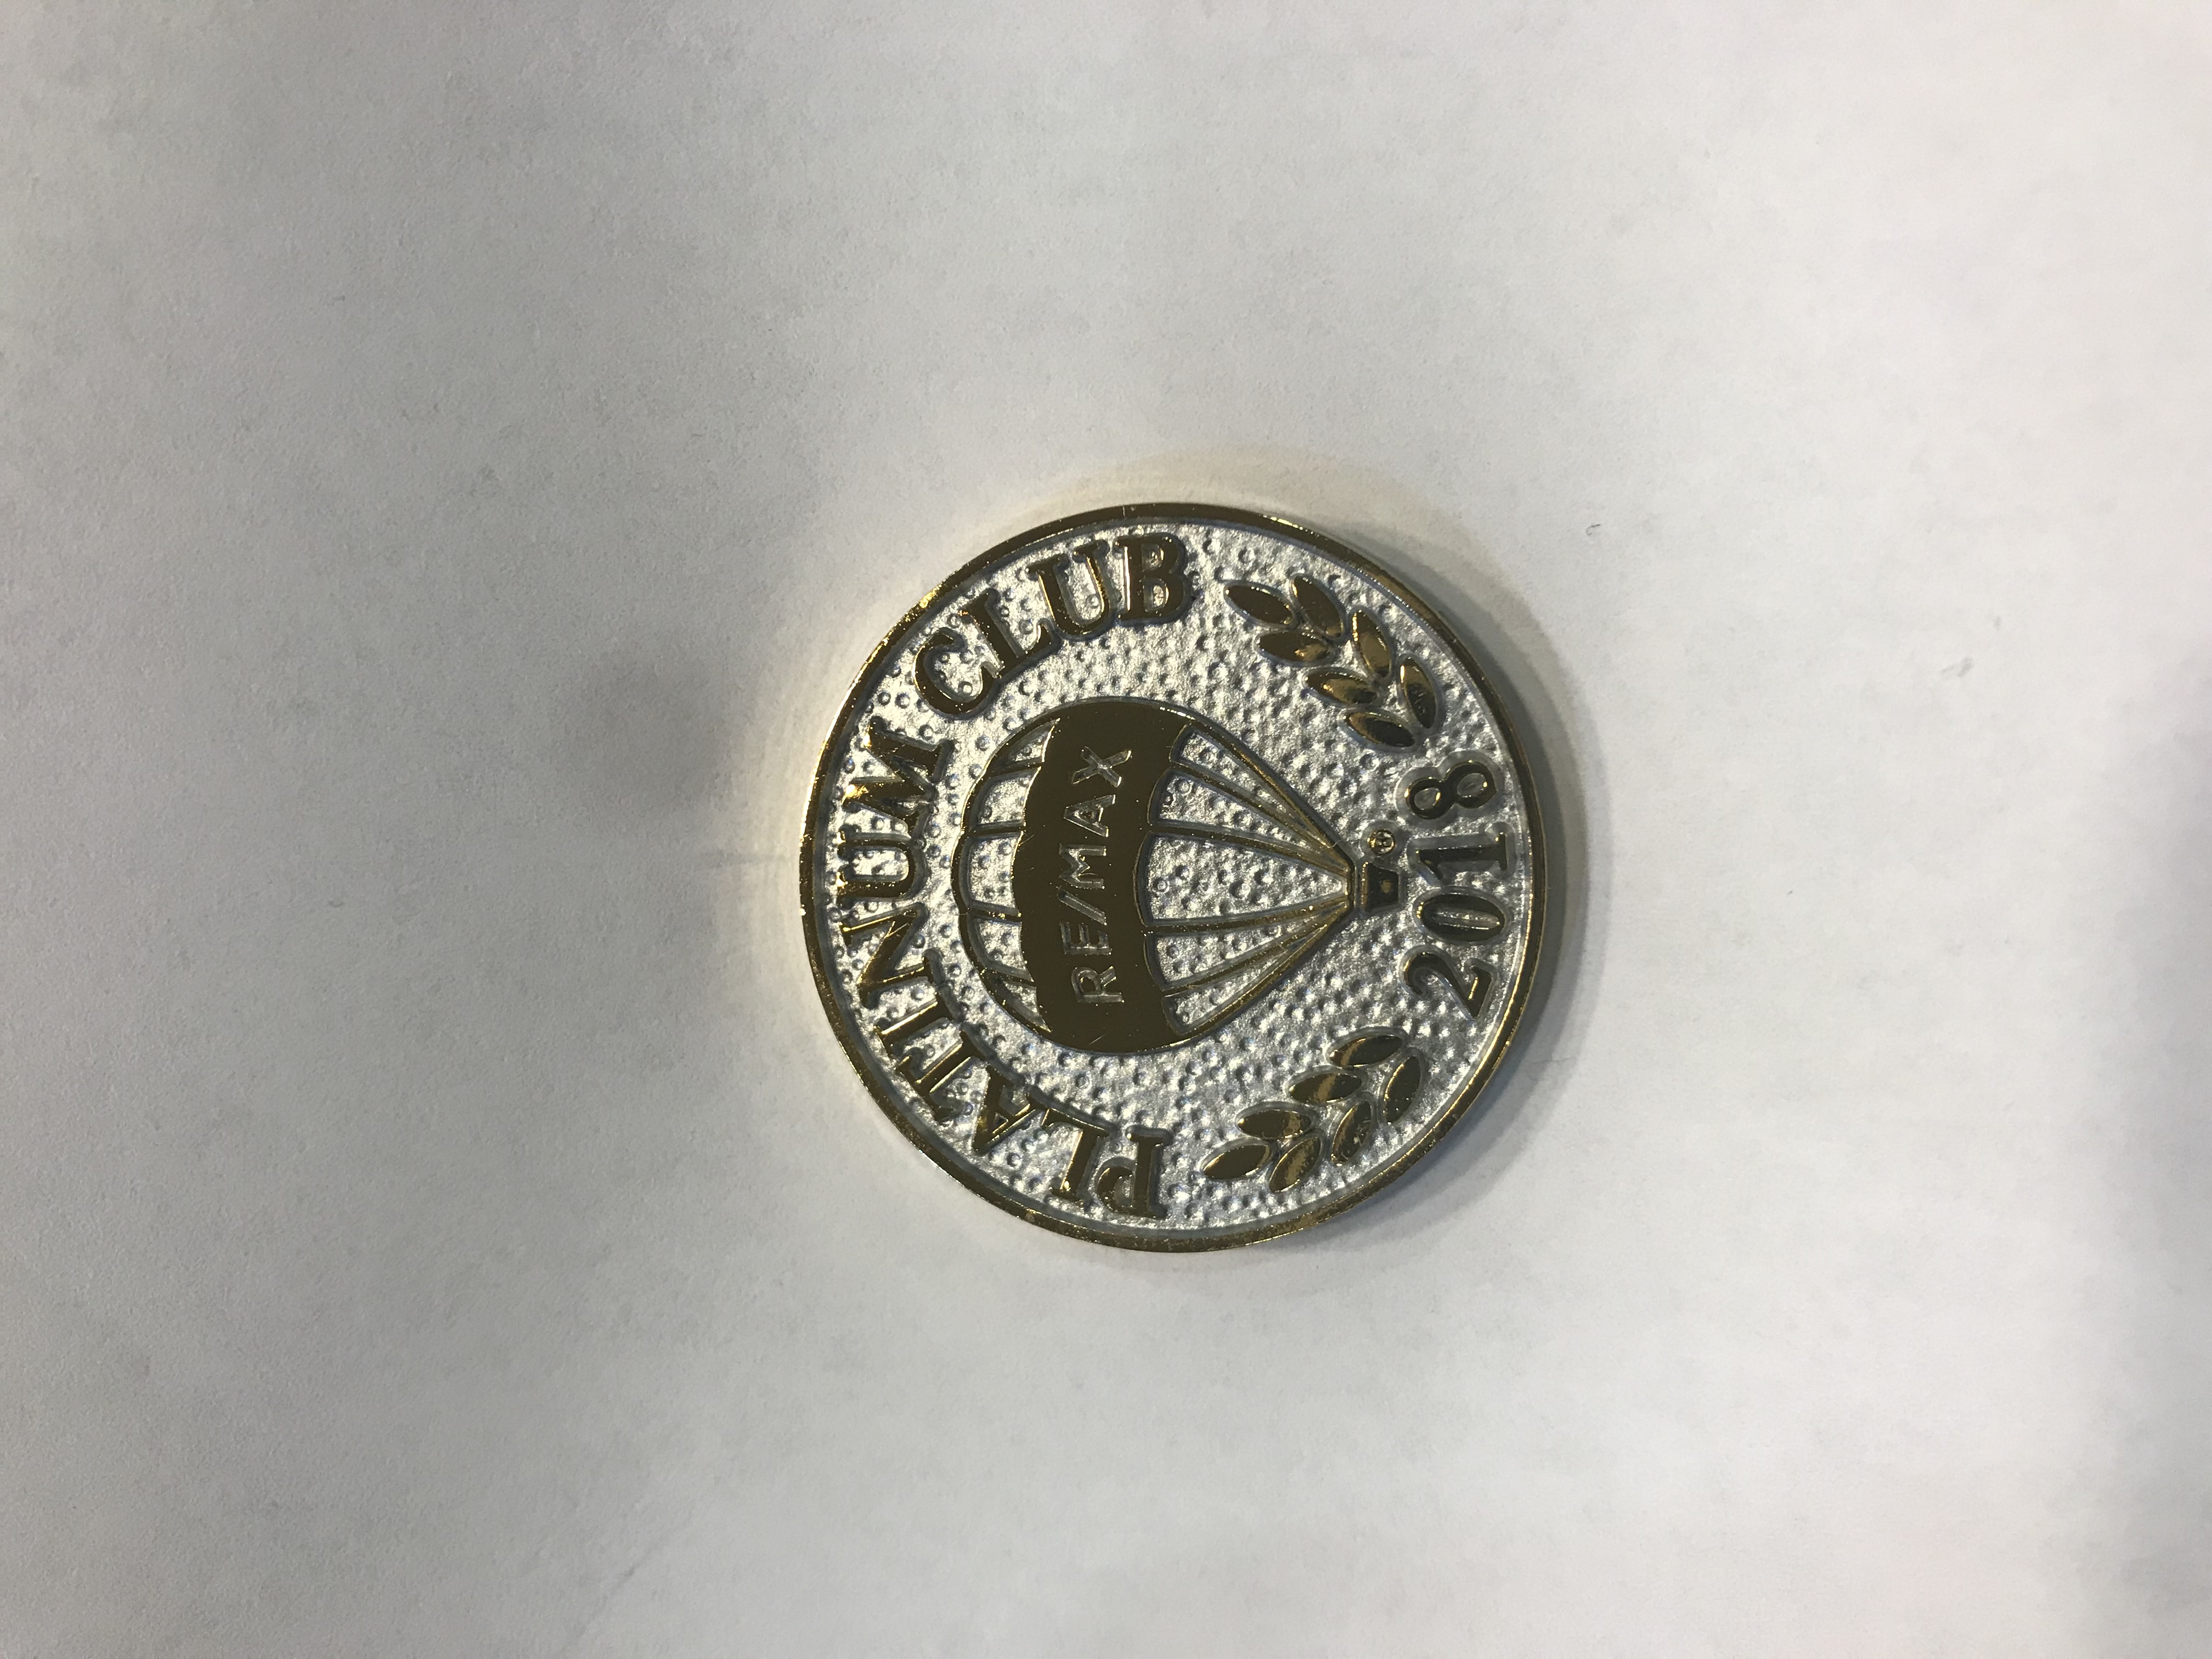 PLATINUM CLUB
RE/MAX
®
2018